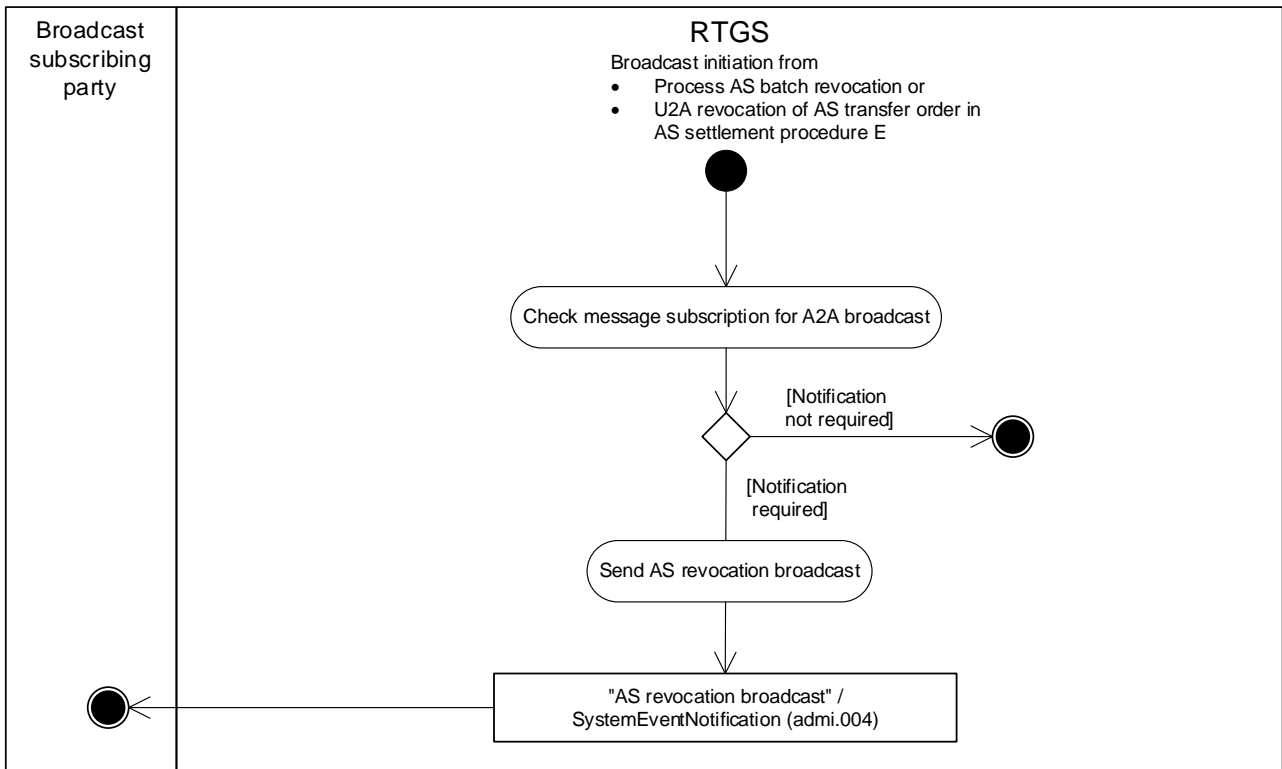 Broadcast
subscribing
party
RTGS
Broadcast initiation from
• Process AS batch revocation or
• U2A revocation of AS transfer order in
AS settlement procedure E
Check message subscription for A2A broadcast
[Notification
not required]
[Notification
required]
Send AS revocation broadcast
"AS revocation broadcast" /
SystemEventNotification (admi.004)